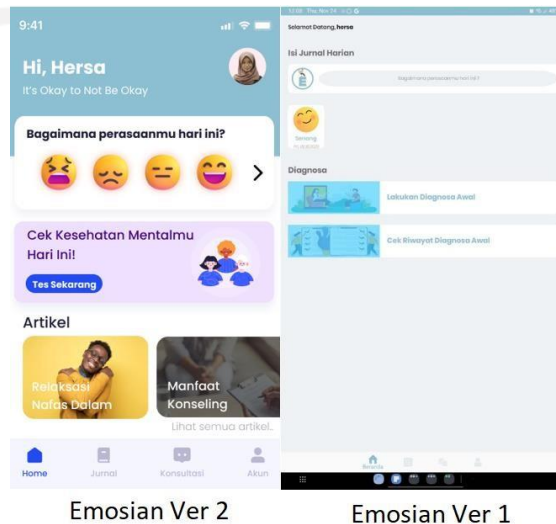 9:41
Hi, Hersa
It's Okay to Not Be Okay
Bagaimana perasaanmu hari ini?
Cek Kesehatan Mentalmu
Hari Ini!
Tes Sekarang
Artikel
Relaksasi
Nafas Dalam
Manfaat
Konseling
Lihat semua artikel..
Home
Jurnal
Konsultasi
Akun
Emosian Ver 2
Selamat Datang, hersa
Isi Jurnal Harian
Bagaimana perasaanmu hari ini?
Senang
Diagnosa
Lakukan Diagnosa Awal
Cek Riwayat Diagnosa Awal
Beranda
Emosian Ver 1